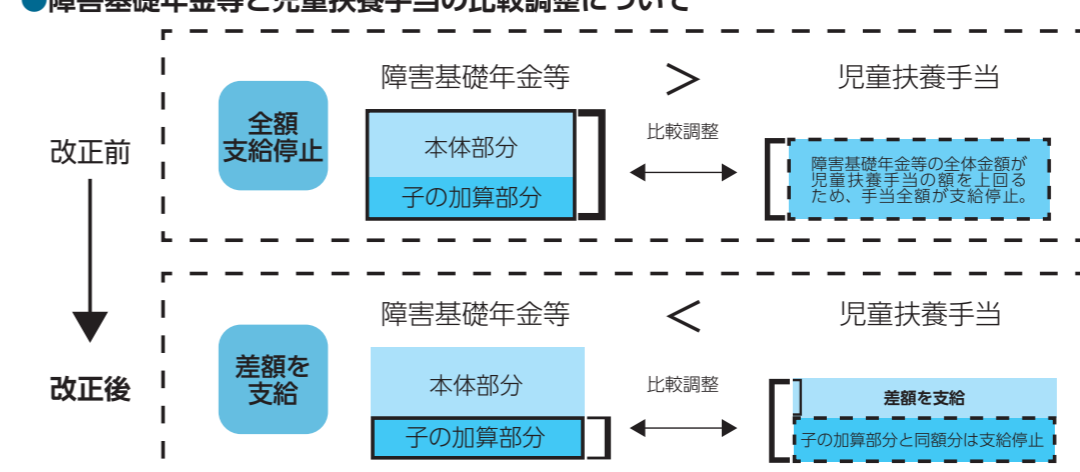 ●障害基礎年金等と児童扶養手当の比較調整について
改正前
全額
支給停止
障害基礎年金等
>
児童扶養手当
本体部分
子の加算部分
比較調整
障害基礎年金等の全体金額が
児童扶養手当の額を上回る
ため、手当全額が支給停止。
改正後
差額を
支給
障害基礎年金等
<
児童扶養手当
本体部分
子の加算部分
比較調整
差額を支給
子の加算部分と同額分は支給停止